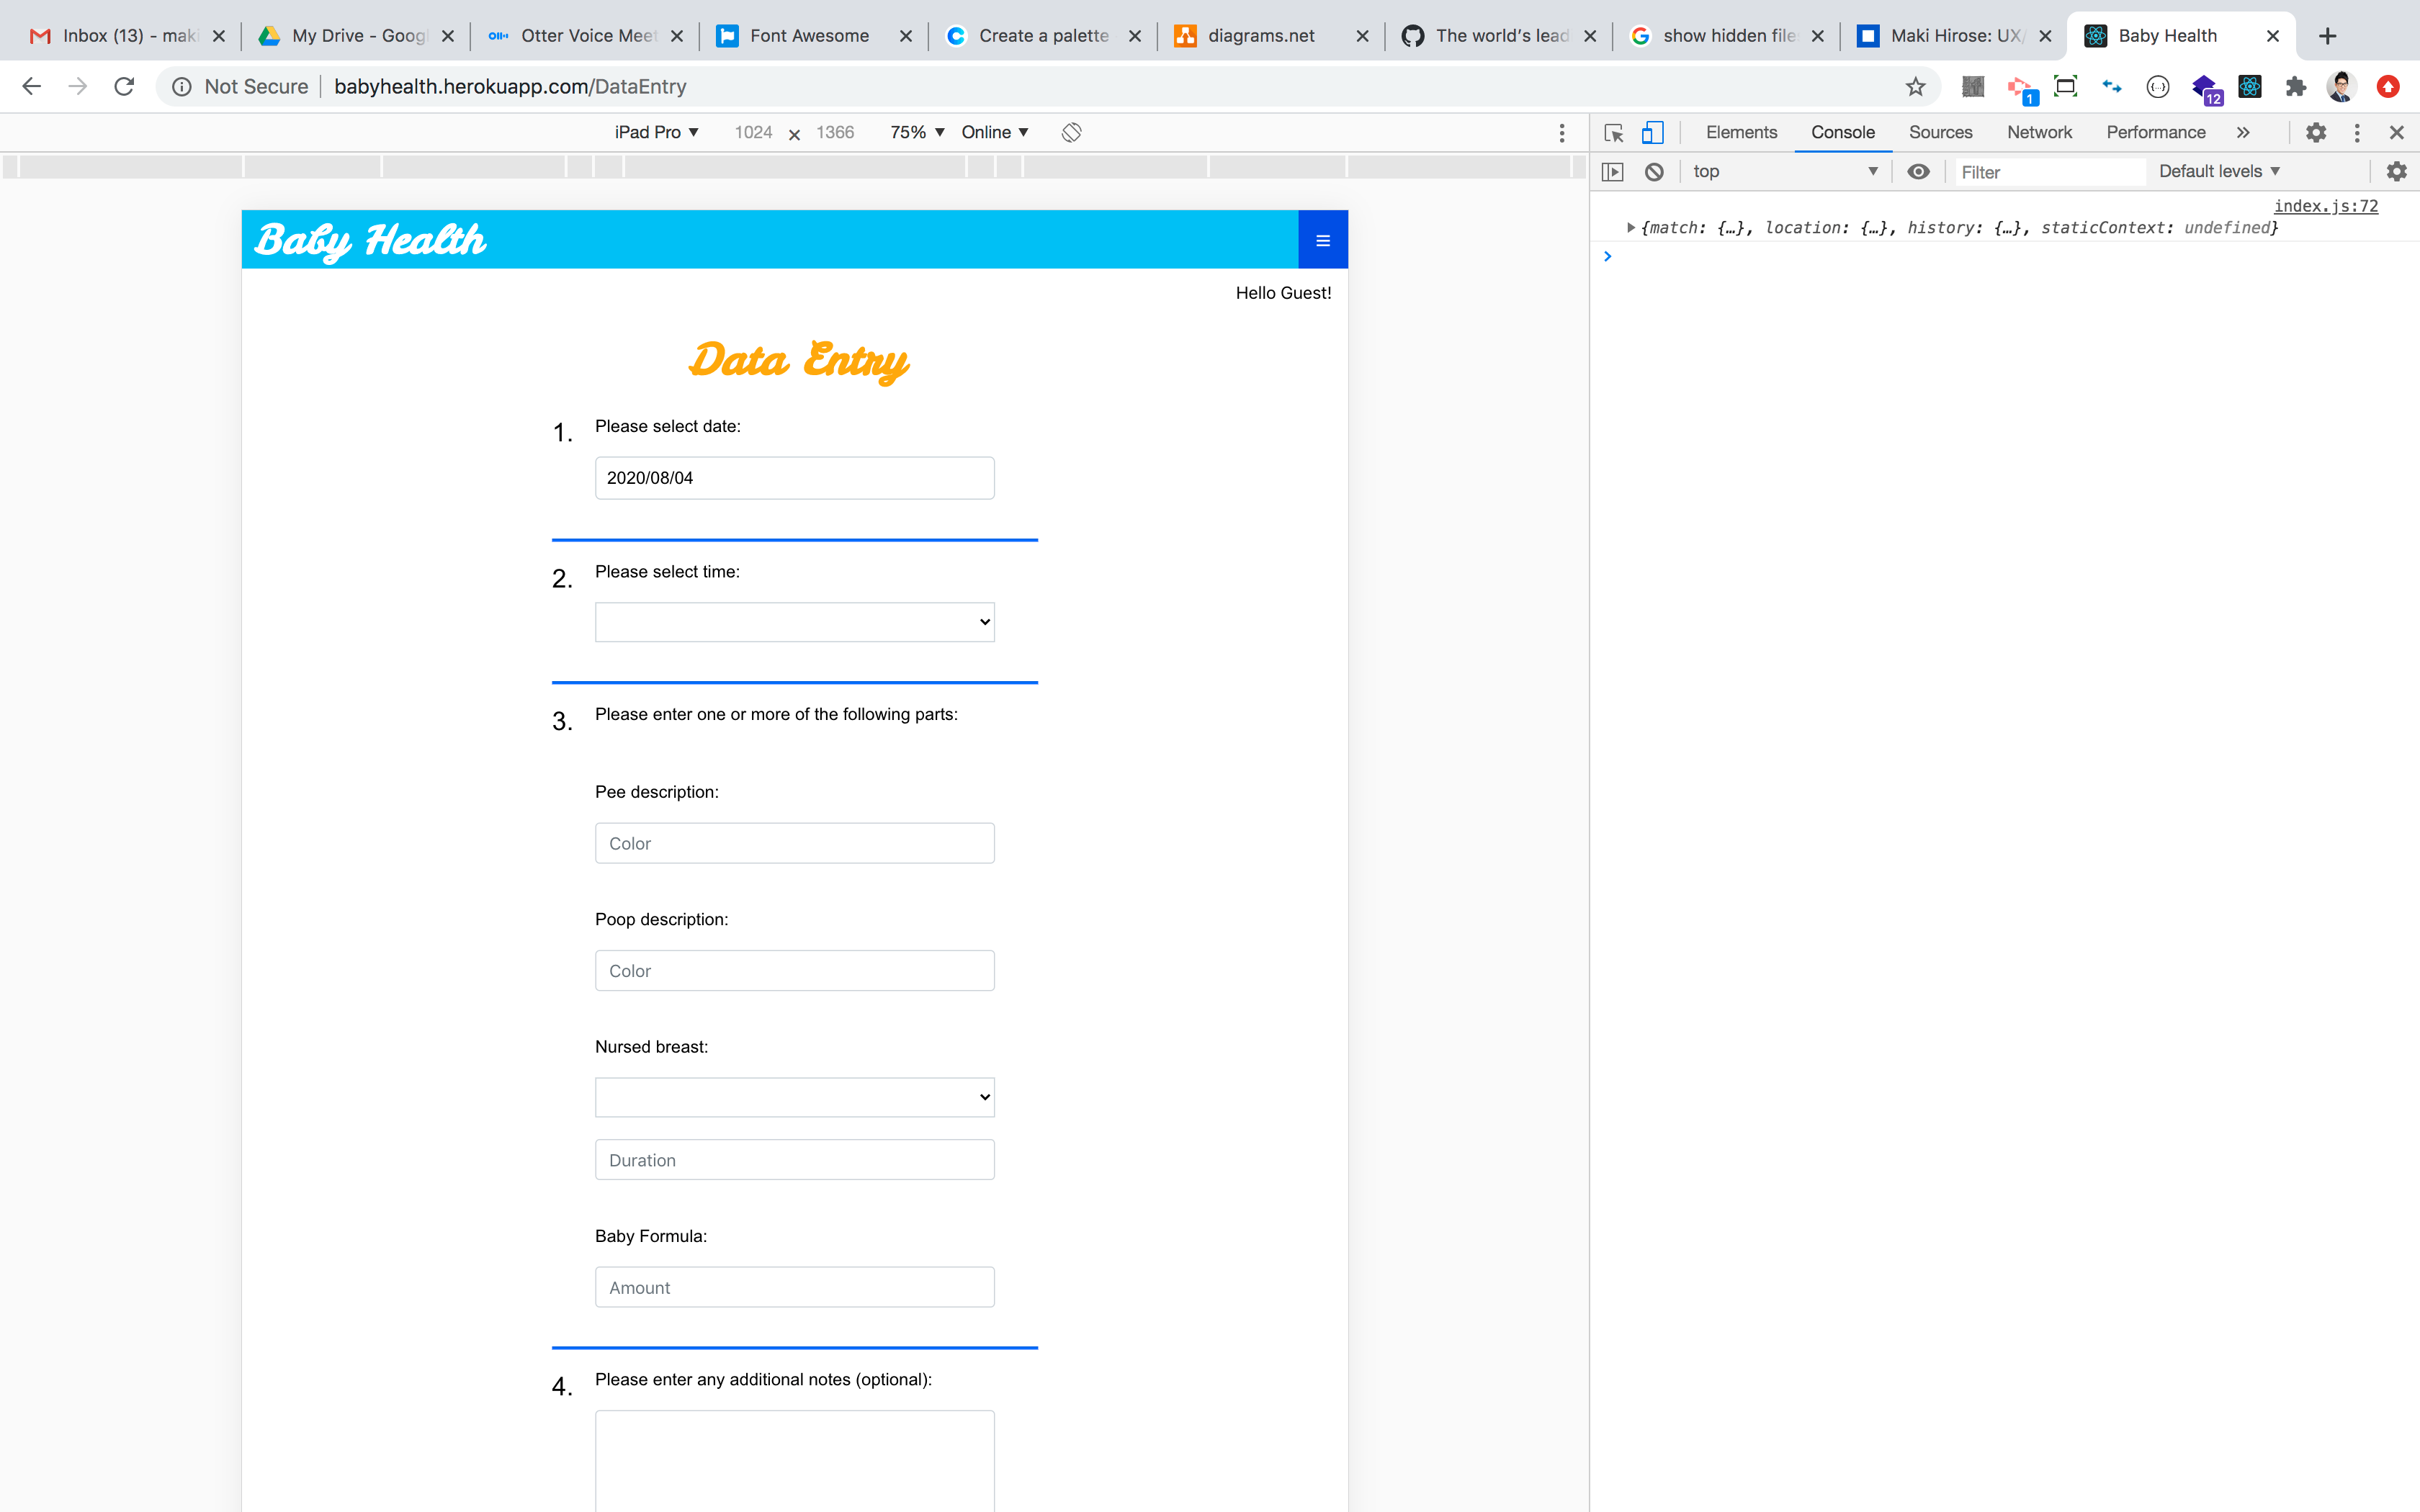 Inbox (13) - maki
My Drive - Googl
Otter Voice Meet
Font Awesome
Create a palette
diagrams.net
The world's lead
show hidden file
Maki Hirose: UX/
Baby Health
Not Secure
babyhealth.herokuapp.com/DataEntry
1
12
iPad Pro
1024
1366
75%
Online
Elements
Console
Sources
Network
Performance
top
Filter
Default levels
index.js:72
{match: {…}, location: {…}, history: {…}, staticContext: undefined}
Baby Health
Hello Guest!
Data Entry
1. Please select date:
2020/08/04
2. Please select time:
3. Please enter one or more of the following parts:
Pee description:
Color
Poop description:
Color
Nursed breast:
Duration
Baby Formula:
Amount
4. Please enter any additional notes (optional):